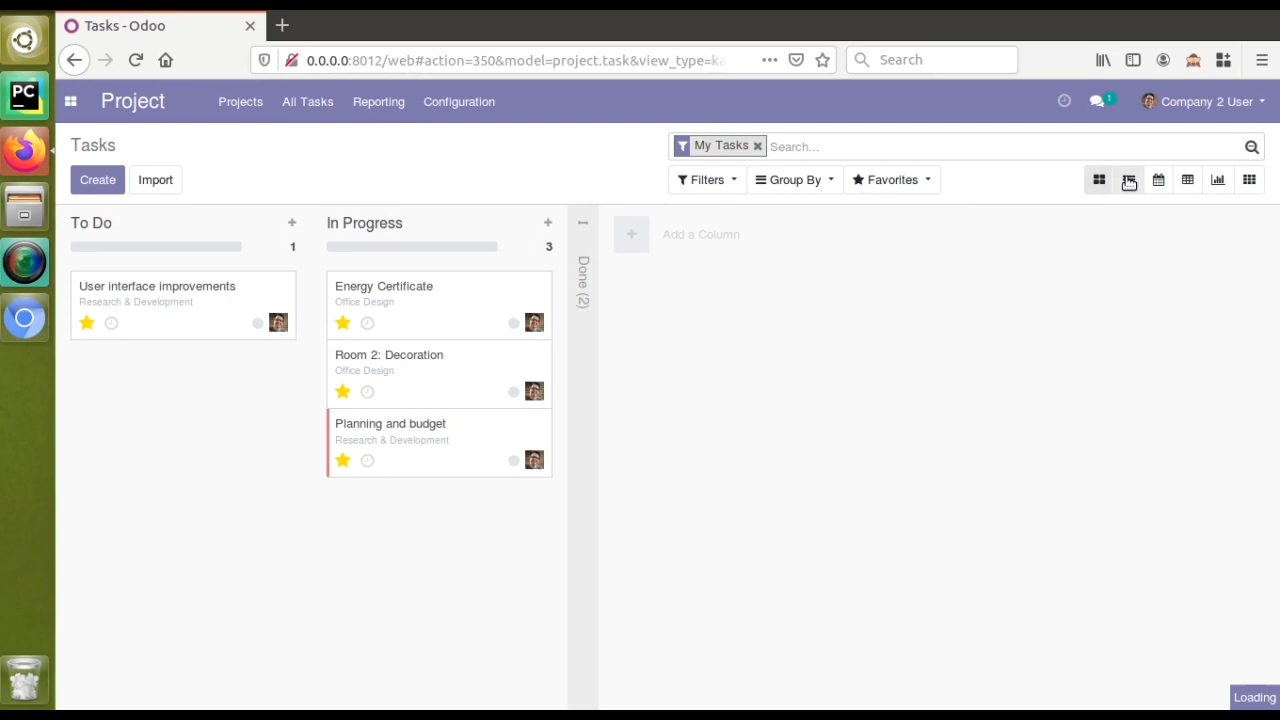 Tasks - Odoo
0.0.0.0:8012/web#action=350&model=project.task&view_type=ka
Search
PC
Project
Projects
All Tasks
Reporting
Configuration
1
Company 2 User
Tasks
My Tasks
Search...
Create
Import
Filters
Group By
Favorites
To Do
1
In Progress
3
Done (2)
Add a Column
User interface improvements
Research & Development
Energy Certificate
Office Design
Room 2: Decoration
Office Design
Planning and budget
Research & Development
Loading